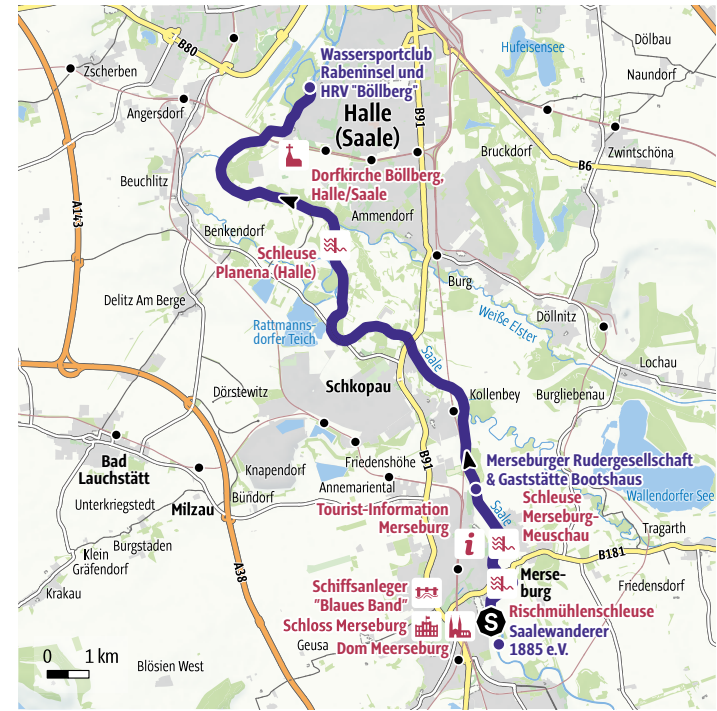 B80
Zscherben
Wassersportclub
Rabeninsel und
HRV "Böllberg"
Hufeisensee
Dölbau
Naundorf
Angersdorf
Halle
(Saale)
B91
Bruckdorf
B6
Zwintschöna
Beuchlitz
Dorfkirche Böllberg,
Halle/Saale
A143
Ammendorf
Benkendorf
Schleuse
Planena (Halle)
Burg
Delitz Am Berge
Weiße Elster
Döllnitz
Rattmanns-
dorfer Teich
Saale
Lochau
Schkopau
Dörstewitz
Kollenbey
Burgliebenau
Bad
Lauchstätt
Friedenshöhe
B91
Merseburger Rudergesellschaft
& Gaststätte Bootshaus
Knapendorf
Annemariental
Wallendorfer See
Unterkriegstedt
Milzau
Bündorf
Tourist-Information
Merseburg
Saale
Schleuse
Merseburg-
Meuschau
Tragarth
Klein
Gräfendorf
Burgstaden
i
B181
A38
Krakau
Schiffsanleger
"Blaues Band"
Merse-
burg
Friedensdorf
Schloss Merseburg
S
Rischmühlenschleuse
Saalewanderer
1885 e.V.
Geusa
Dom Meerseburg
0 1 km
Blösien West